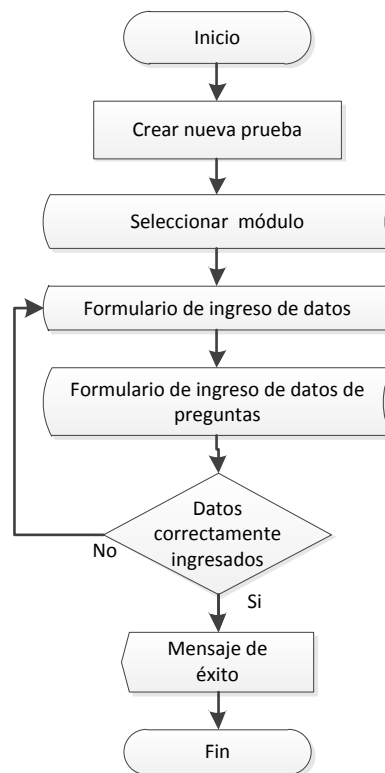 Inicio
Crear nueva prueba
Seleccionar módulo
Formulario de ingreso de datos
Formulario de ingreso de datos de
preguntas
Datos
correctamente
ingresados
No
Si
Mensaje de
éxito
Fin